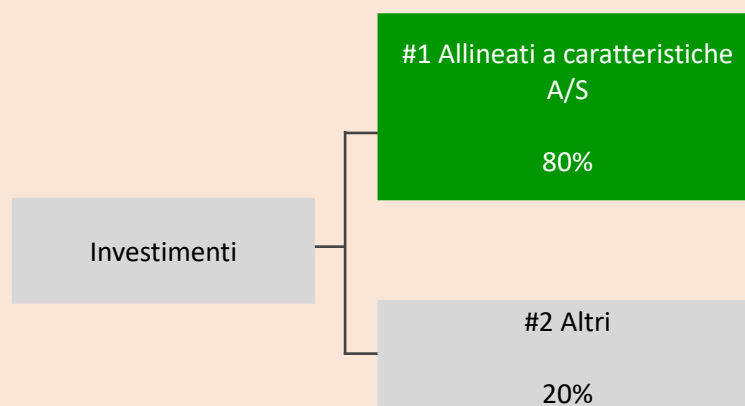 #1 Allineati a caratteristiche
A/S
80%
Investimenti
#2 Altri
20%